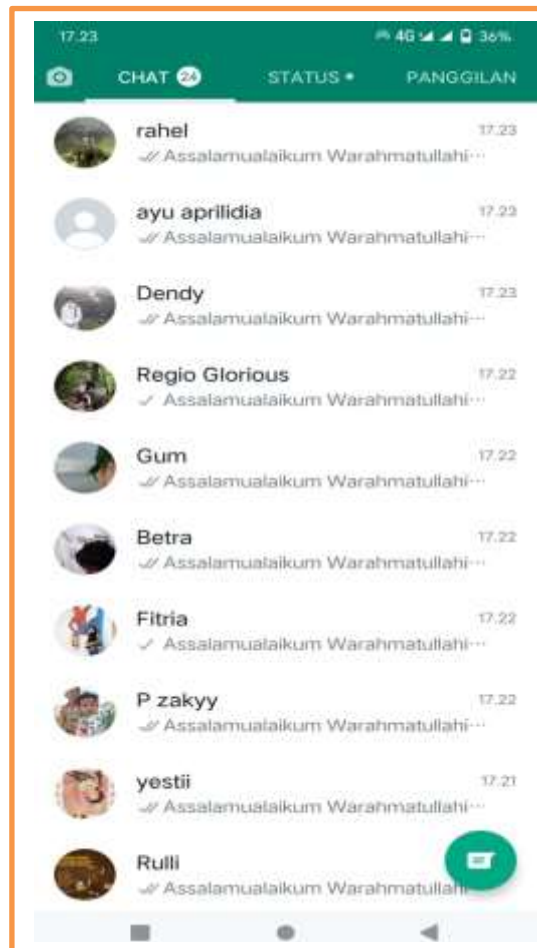 17.23 4G 36%
CHAT 24 STATUS PANGGILAN
rahel 17.23
Assalamualaikum Warahmatullahi...
ayu aprilidia 17.23
Assalamualaikum Warahmatullahi...
Dendy 17.23
Assalamualaikum Warahmatullahi...
Regio Glorious 17.22
Assalamualaikum Warahmatullahi...
Gum 17.22
Assalamualaikum Warahmatullahi...
Betra 17.22
Assalamualaikum Warahmatullahi...
Fitria 17.22
Assalamualaikum Warahmatullahi...
P zakyy 17.22
Assalamualaikum Warahmatullahi...
yestii 17.21
Assalamualaikum Warahmatullahi...
Rulli
Assalamualaikum Warahmatullahi